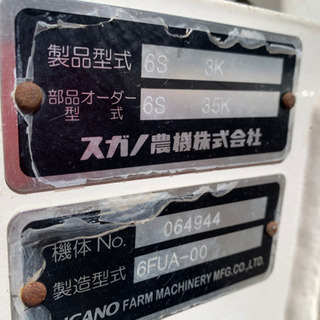 製品型式 6S 3K
部品オーダー型式 6S 35K
スガノ農機株式会社
機体No. 064944
製造型式 6FUA-00
UGANO FARM MACHINERY MFG.CO.,LTD.